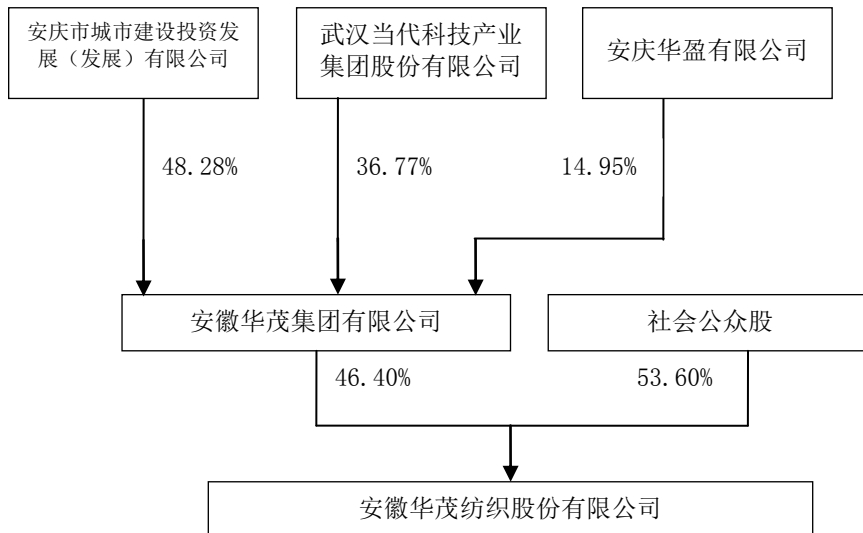 安庆市城市建设投资发
展（发展）有限公司
武汉当代科技产业
集团股份有限公司
安庆华盈有限公司
48.28%
36.77%
14.95%
安徽华茂集团有限公司
社会公众股
46.40%
53.60%
安徽华茂纺织股份有限公司